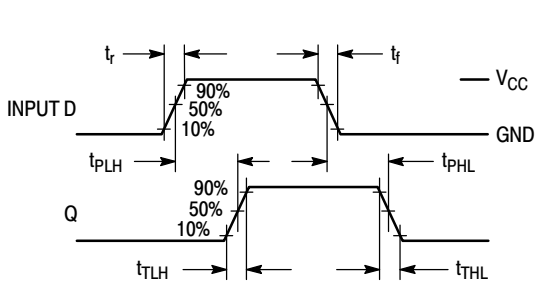 tr tf
VCC
90%
INPUT D 50%
10%
GND
tPLH tPHL
90%
Q 50%
10%
tTLH tTHL